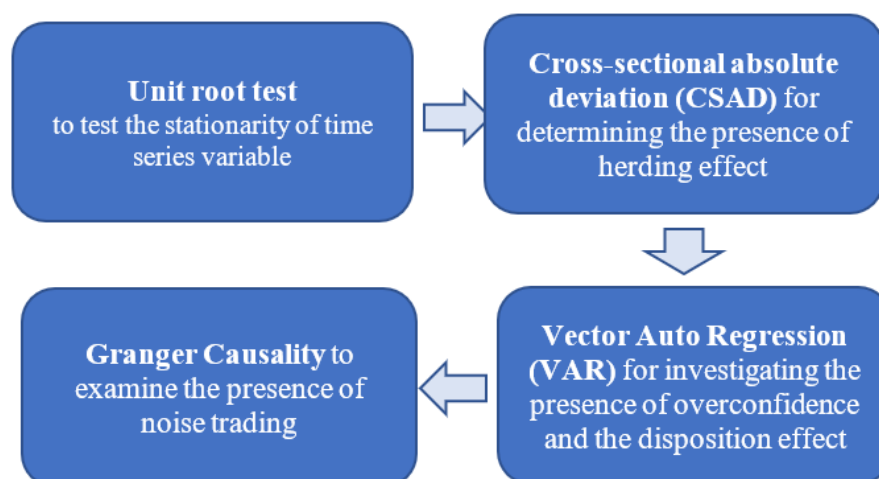 Unit root test
to test the stationarity of time
series variable
Cross-sectional absolute
deviation (CSAD) for
determining the presence of
herding effect
Vector Auto Regression
(VAR) for investigating the
presence of overconfidence
and the disposition effect
Granger Causality to
examine the presence of
noise trading